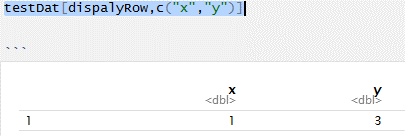 testDat[dispalyRow,c("x","y")]
```
x y
<dbl> <dbl>
1 1 3